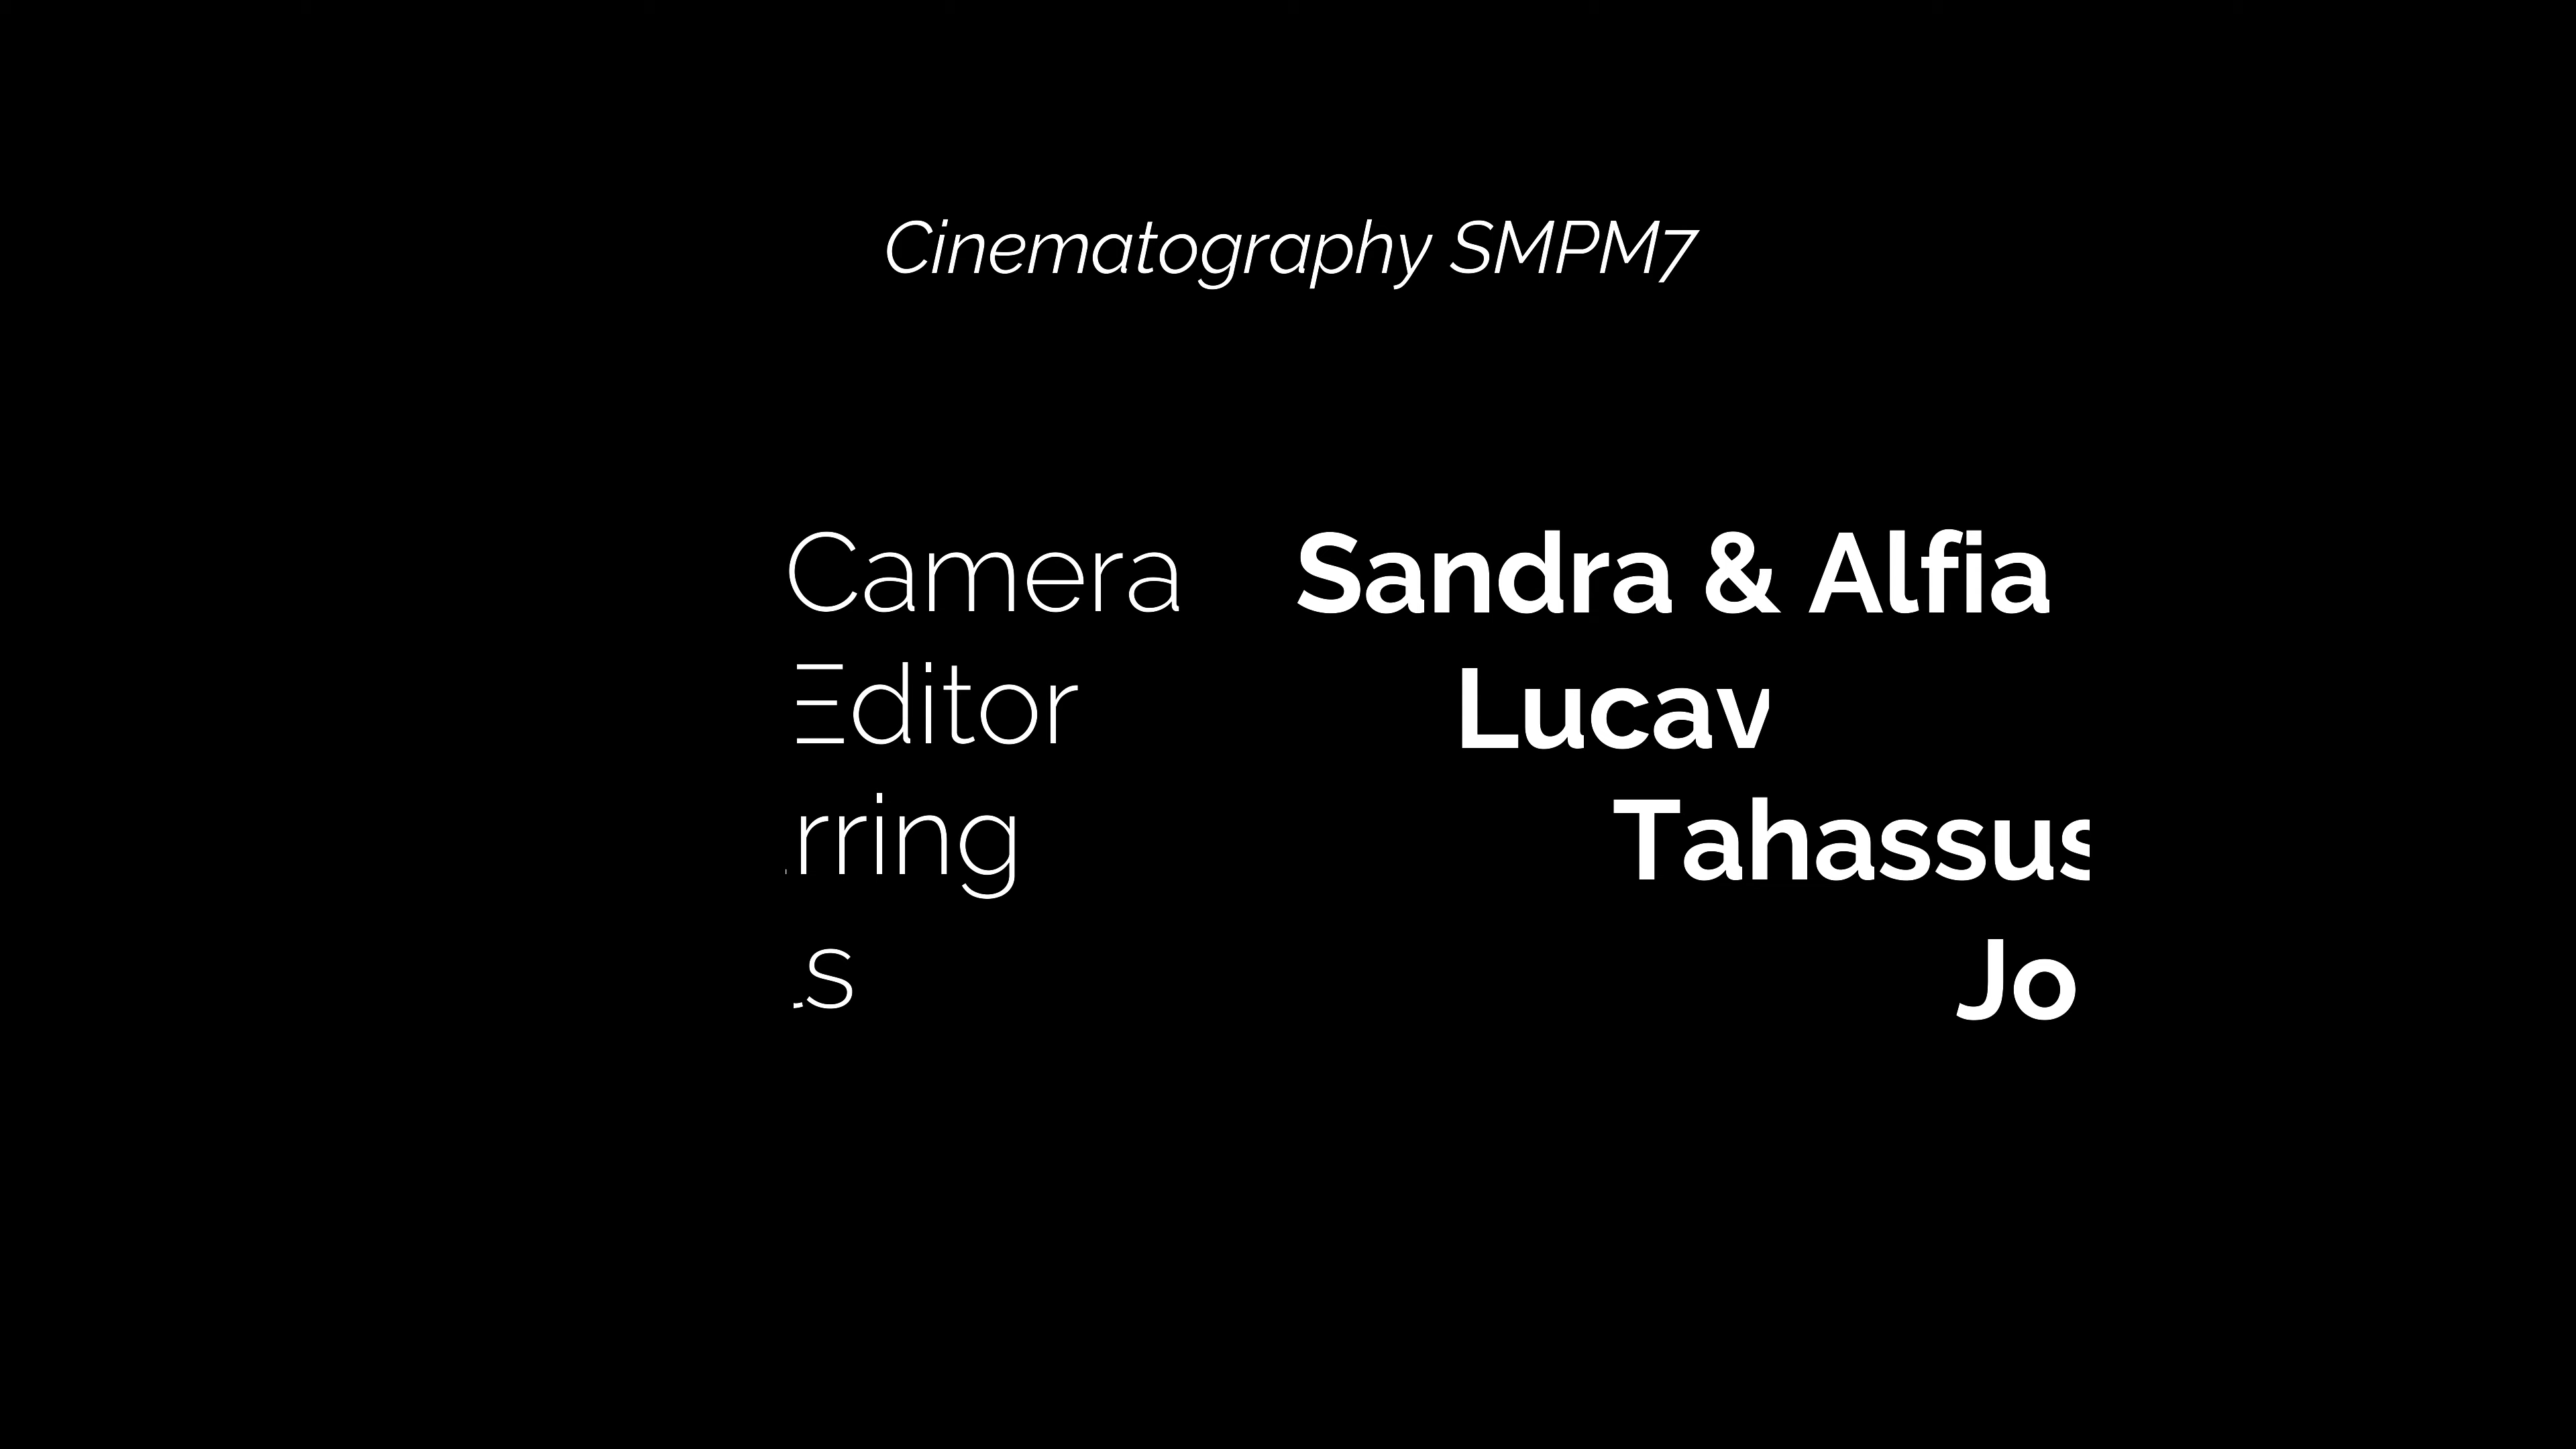 Cinematography SMPM7
Camera Sandra & Alfia
Editor Lucav
rring Tahassus
s Jo